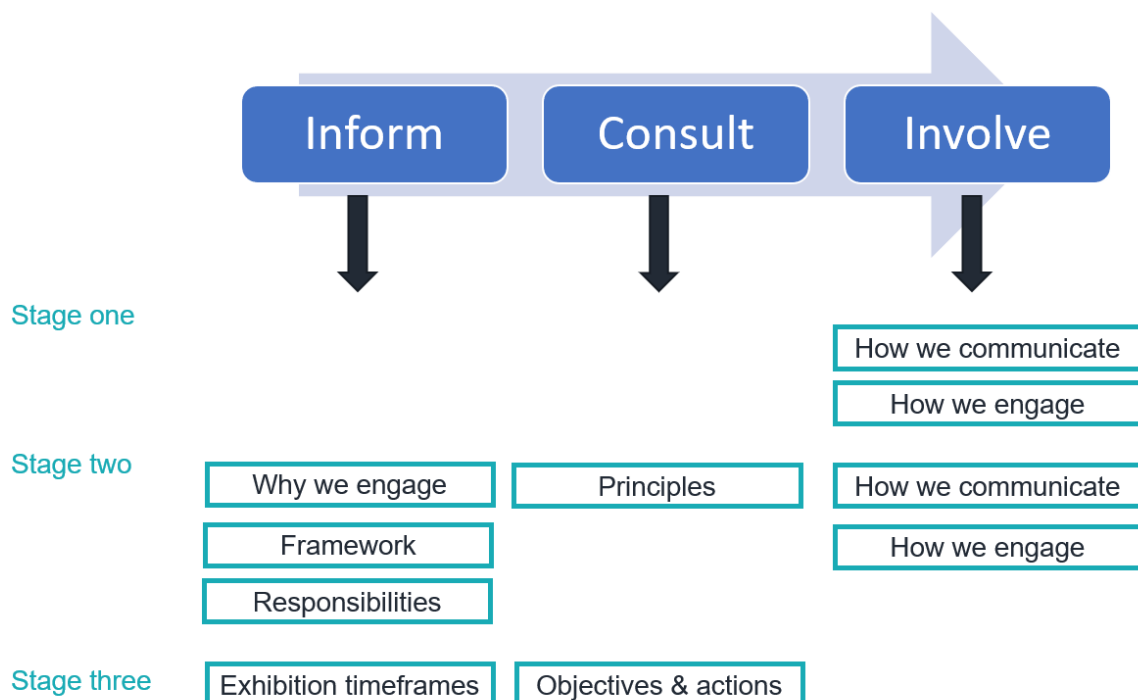 Inform
Consult
Involve
Stage one
How we communicate
How we engage
Stage two
Why we engage
Principles
How we communicate
Framework
How we engage
Responsibilities
Stage three
Exhibition timeframes
Objectives & actions